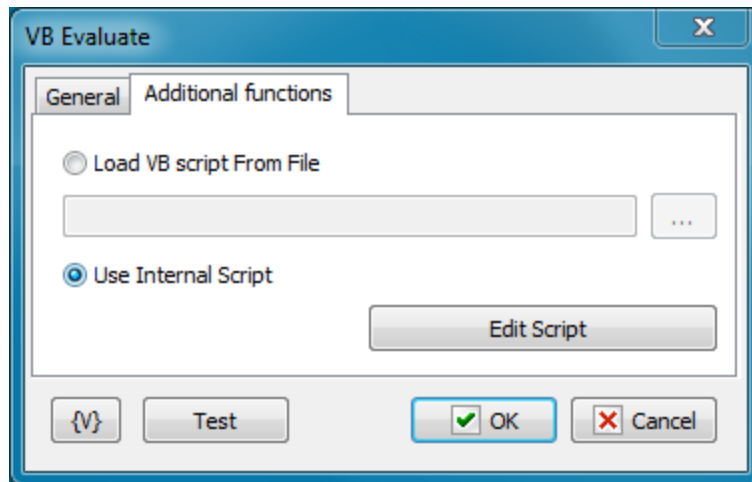 VB Evaluate
General Additional functions
Load VB script From File
...
Use Internal Script
Edit Script
{V} Test OK Cancel